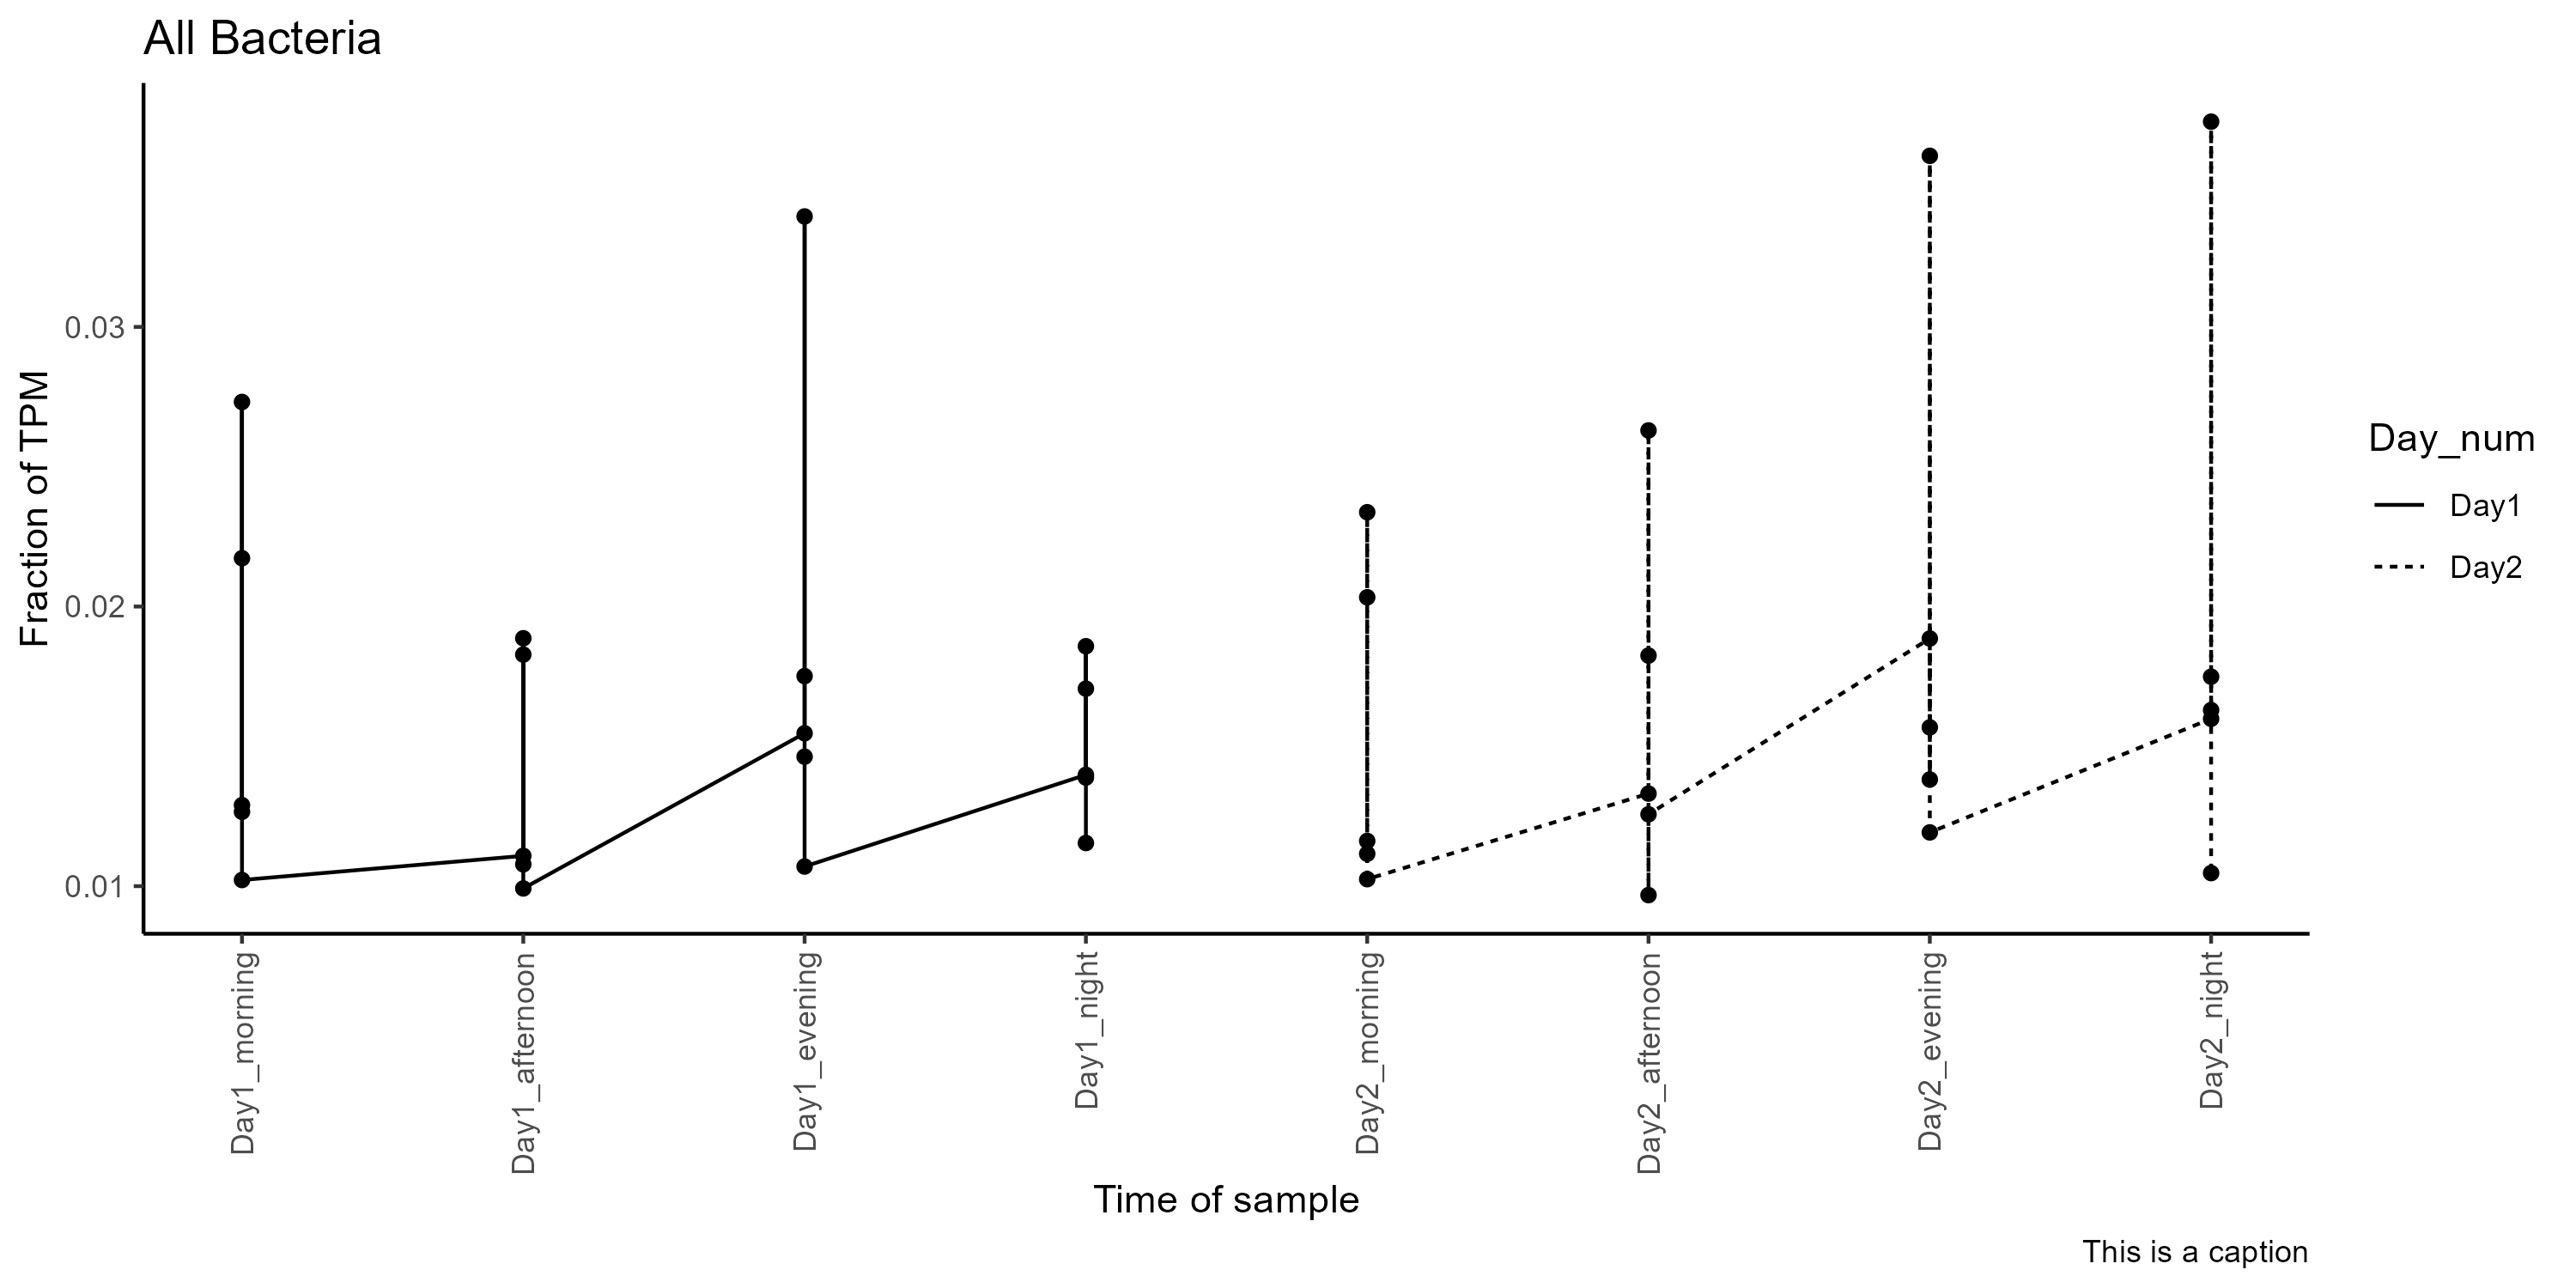 All Bacteria
Fraction of TPM
0.03
0.02
0.01
Day1_morning
Day1_afternoon
Day1_evening
Day1_night
Day2_morning
Day2_afternoon
Day2_evening
Day2_night
Time of sample
Day_num
Day1
Day2
This is a caption